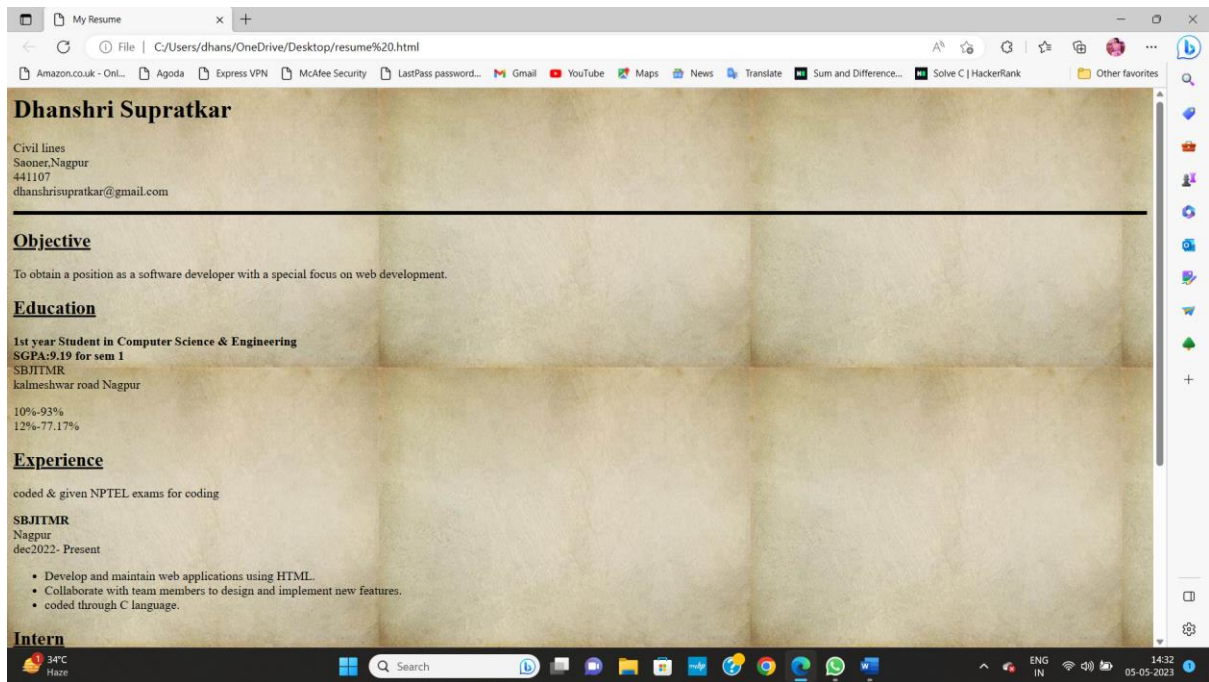 My Resume
File | C:/Users/dhans/OneDrive/Desktop/resume%20.html
Amazon.co.uk - Onl... Agoda Express VPN McAfee Security LastPass password... Gmail YouTube Maps News Translate Sum and Difference... Solve C | HackerRank Other favorites
Dhanshri Supratkar
Civil lines
Saoner,Nagpur
441107
dhanshrisupratkar@gmail.com
Objective
To obtain a position as a software developer with a special focus on web development.
Education
1st year Student in Computer Science & Engineering
SGPA:9.19 for sem 1
SBJITMR
kalmeshwar road Nagpur
10%-93%
12%-77.17%
Experience
coded & given NPTEL exams for coding
SBJITMR
Nagpur
dec2022- Present
• Develop and maintain web applications using HTML.
• Collaborate with team members to design and implement new features.
• coded through C language.
Intern
1 34°C
Haze
Search
ENG
IN
14:32
05-05-2023
1